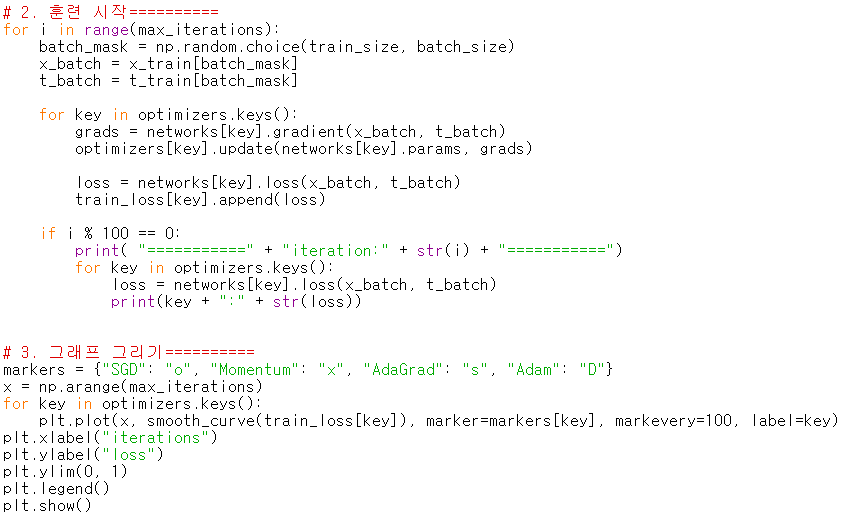 # 2. 훈련 시작==========
for i in range(max_iterations):
    batch_mask = np.random.choice(train_size, batch_size)
    x_batch = x_train[batch_mask]
    t_batch = t_train[batch_mask]

    for key in optimizers.keys():
        grads = networks[key].gradient(x_batch, t_batch)
        optimizers[key].update(networks[key].params, grads)

        loss = networks[key].loss(x_batch, t_batch)
        train_loss[key].append(loss)

    if i % 100 == 0:
        print( "===========" + "iteration:" + str(i) + "===========")
        for key in optimizers.keys():
            loss = networks[key].loss(x_batch, t_batch)
            print(key + ":" + str(loss))


# 3. 그래프 그리기==========
markers = {"SGD": "o", "Momentum": "x", "AdaGrad": "s", "Adam": "D"}
x = np.arange(max_iterations)
for key in optimizers.keys():
    plt.plot(x, smooth_curve(train_loss[key]), marker=markers[key], markevery=100, label=key)
plt.xlabel("iterations")
plt.ylabel("loss")
plt.ylim(0, 1)
plt.legend()
plt.show()